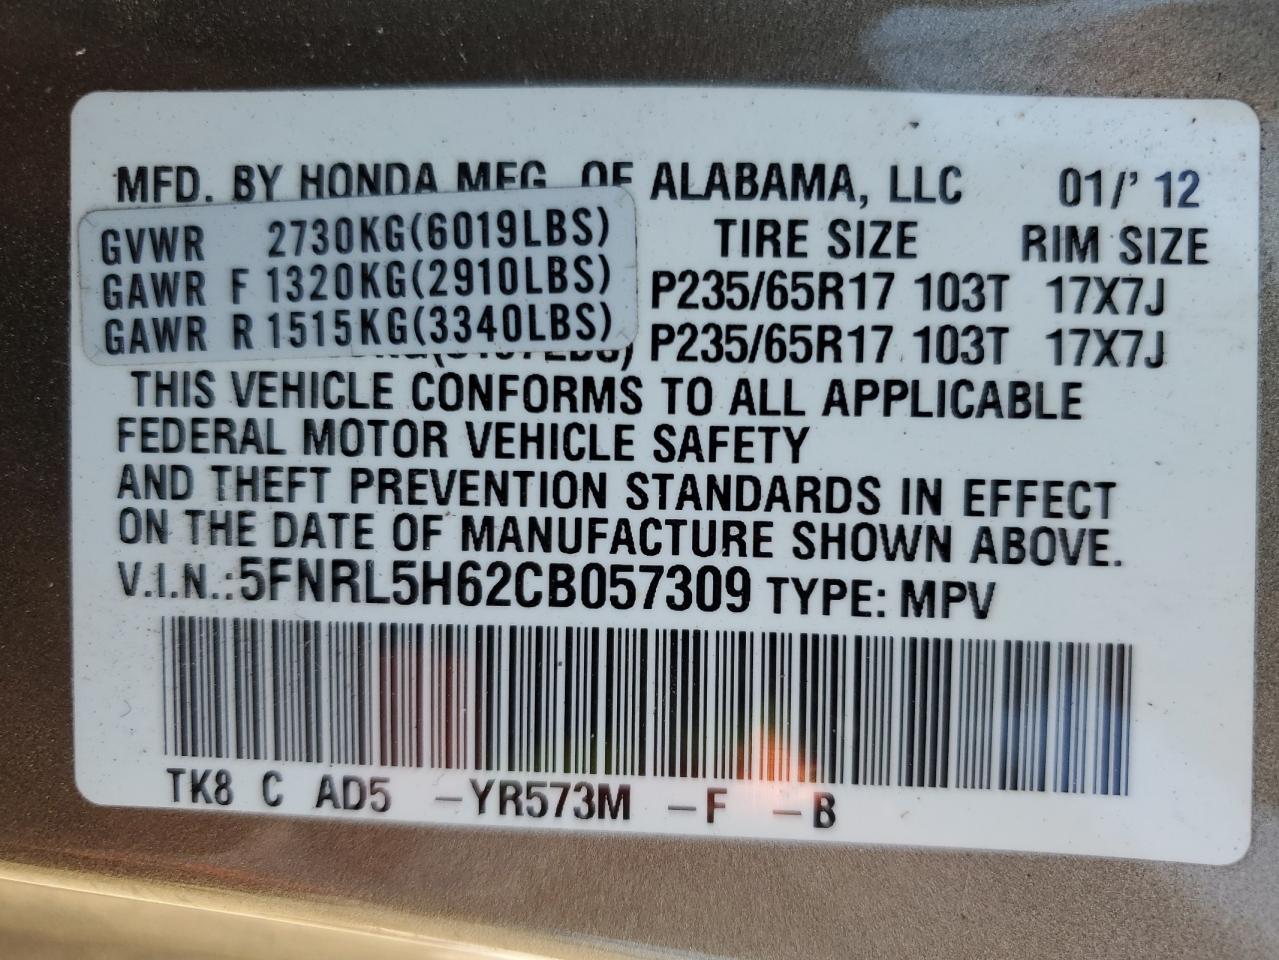 MFD. BY HONDA MFG. OF ALABAMA, LLC 01/' 12
GVWR 2730KG(6019LBS) TIRE SIZE RIM SIZE
GAWR F 1320KG(2910LBS) P235/65R17 103T 17X7J
GAWR R 1515KG(3340LBS) P235/65R17 103T 17X7J
THIS VEHICLE CONFORMS TO ALL APPLICABLE
FEDERAL MOTOR VEHICLE SAFETY
AND THEFT PREVENTION STANDARDS IN EFFECT
ON THE DATE OF MANUFACTURE SHOWN ABOVE.
V.I.N.:5FNRL5H62CB057309 TYPE: MPV
TK8 C AD5 –YR573M –F –B